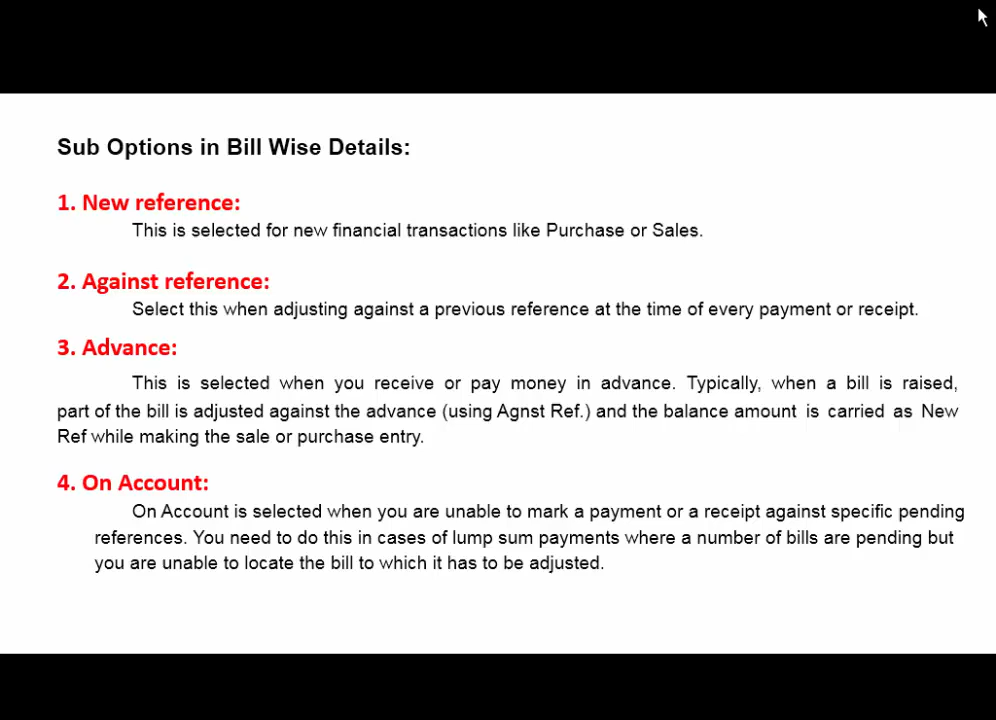 Sub Options in Bill Wise Details:
1. New reference:
This is selected for new financial transactions like Purchase or Sales.
2. Against reference:
Select this when adjusting against a previous reference at the time of every payment or receipt.
3. Advance:
This is selected when you receive or pay money in advance. Typically, when a bill is raised,
part of the bill is adjusted against the advance (using Agnst Ref.) and the balance amount is carried as New
Ref while making the sale or purchase entry.
4. On Account:
On Account is selected when you are unable to mark a payment or a receipt against specific pending
references. You need to do this in cases of lump sum payments where a number of bills are pending but
you are unable to locate the bill to which it has to be adjusted.